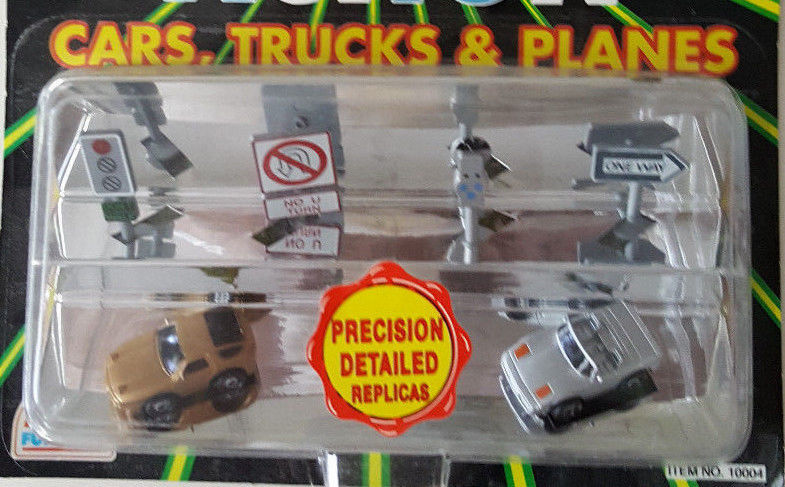 CARS, TRUCKS & PLANES
NO U
TURN
ONE WAY
PRECISION
DETAILED
REPLICAS
ITEM NO. 10004